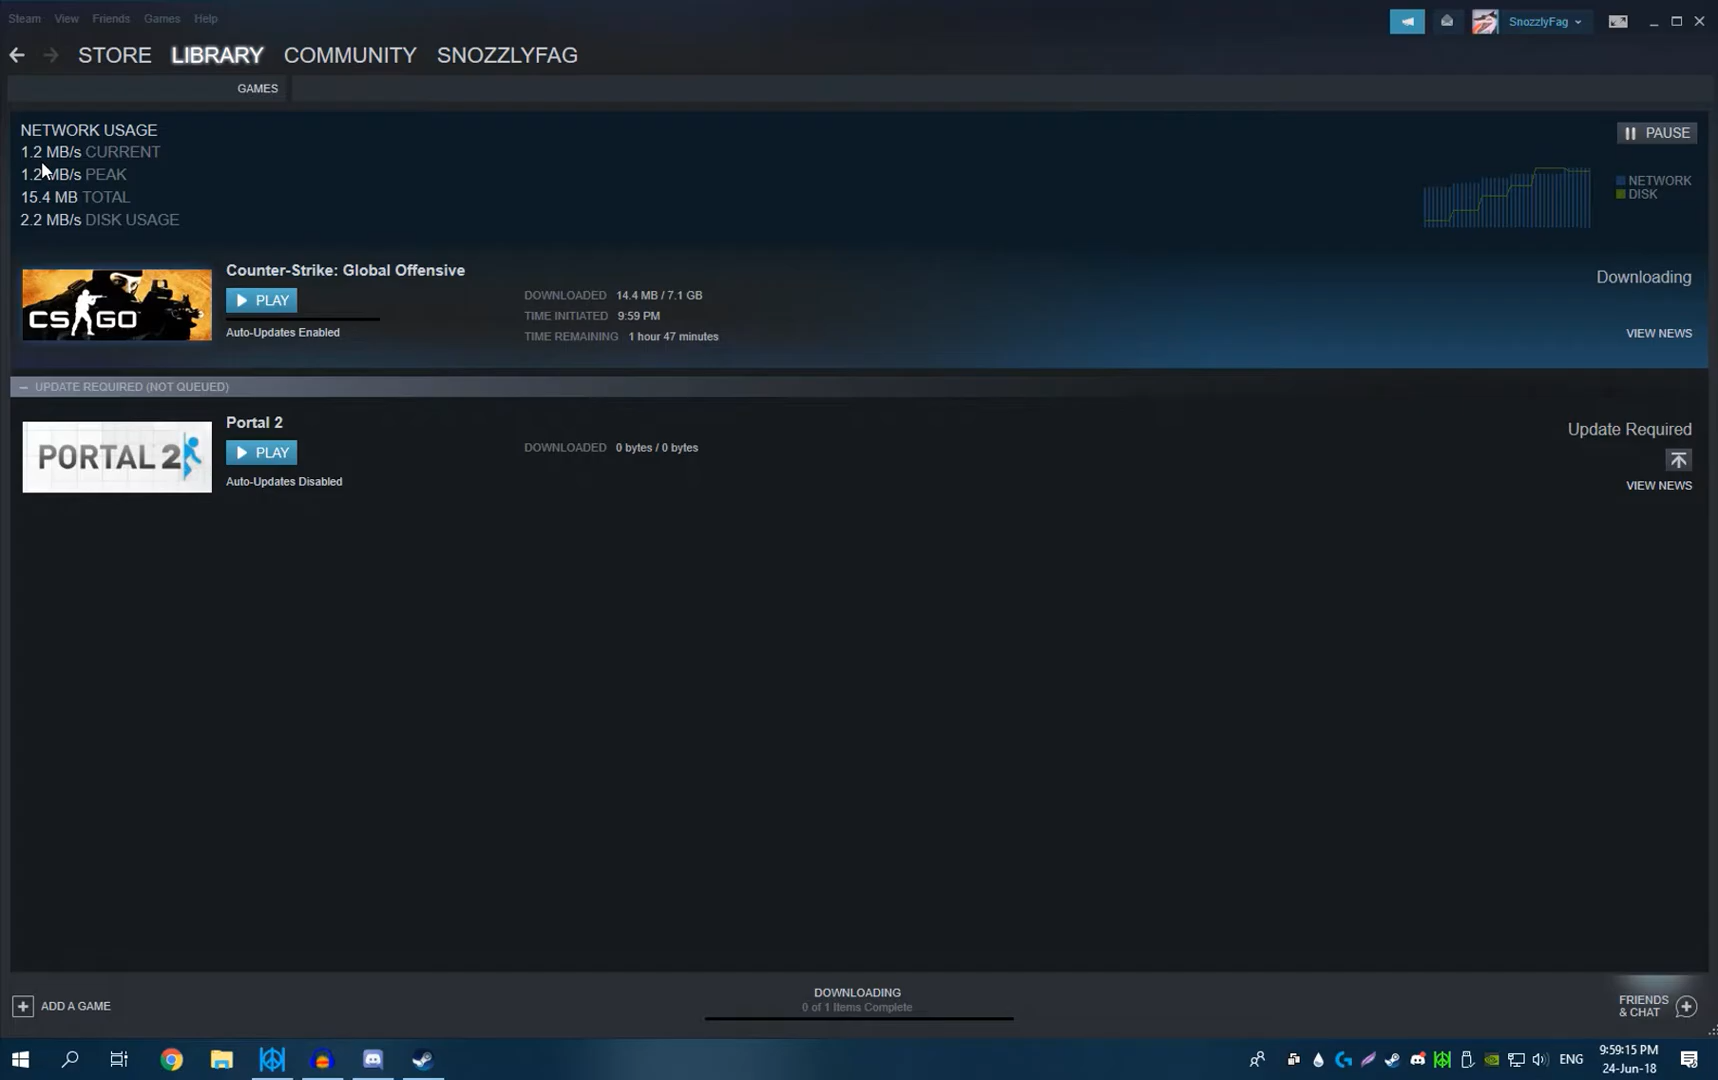 Steam View Friends Games Help
SnozzlyFag
STORE LIBRARY COMMUNITY SNOZZLYFAG
GAMES
NETWORK USAGE
1.2 MB/s CURRENT
1.2 MB/s PEAK
15.4 MB TOTAL
2.2 MB/s DISK USAGE
PAUSE
NETWORK
DISK
CS GO
Counter-Strike: Global Offensive
PLAY
Auto-Updates Enabled
DOWNLOADED 14.4 MB / 7.1 GB
TIME INITIATED 9:59 PM
TIME REMAINING 1 hour 47 minutes
Downloading
VIEW NEWS
UPDATE REQUIRED (NOT QUEUED)
PORTAL 2
Portal 2
PLAY
Auto-Updates Disabled
DOWNLOADED 0 bytes / 0 bytes
Update Required
VIEW NEWS
ADD A GAME
DOWNLOADING
0 of 1 Items Complete
FRIENDS
& CHAT
ENG
9:59:15 PM
24-Jun-18